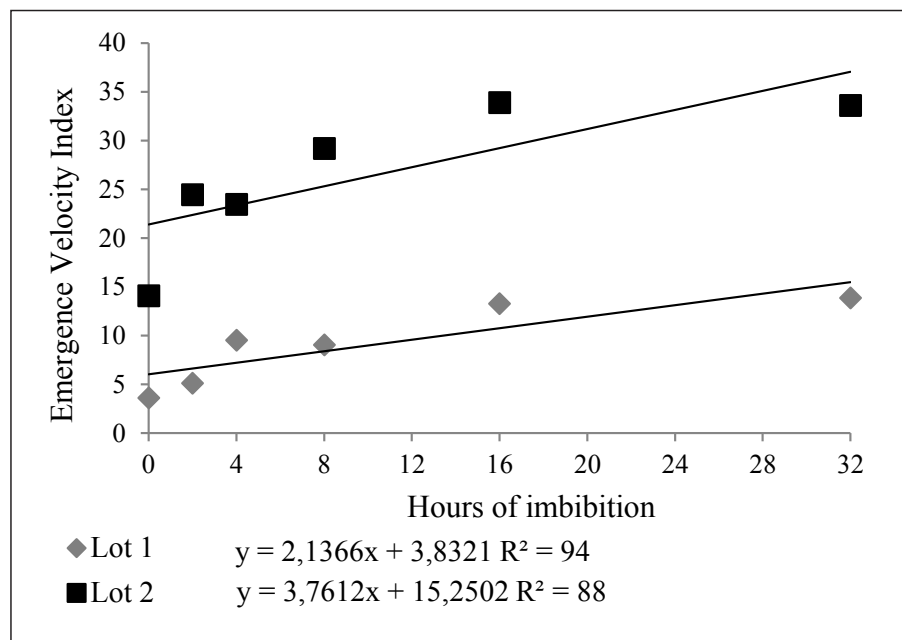 Emergence Velocity Index
40
35
30
25
20
15
10
5
0
0 4 8 12 16 20 24 28 32
Hours of imbibition
Lot 1 y = 2,1366x + 3,8321 R² = 94
Lot 2 y = 3,7612x + 15,2502 R² = 88